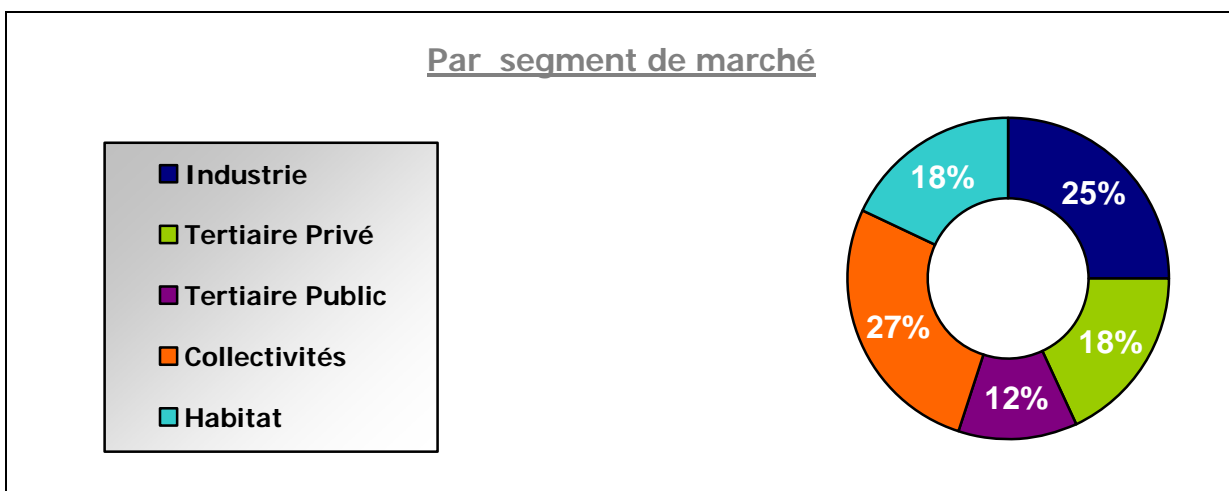 Par segment de marché
Industrie
Tertiaire Privé
Tertiaire Public
Collectivités
Habitat
18%
25%
27%
18%
12%